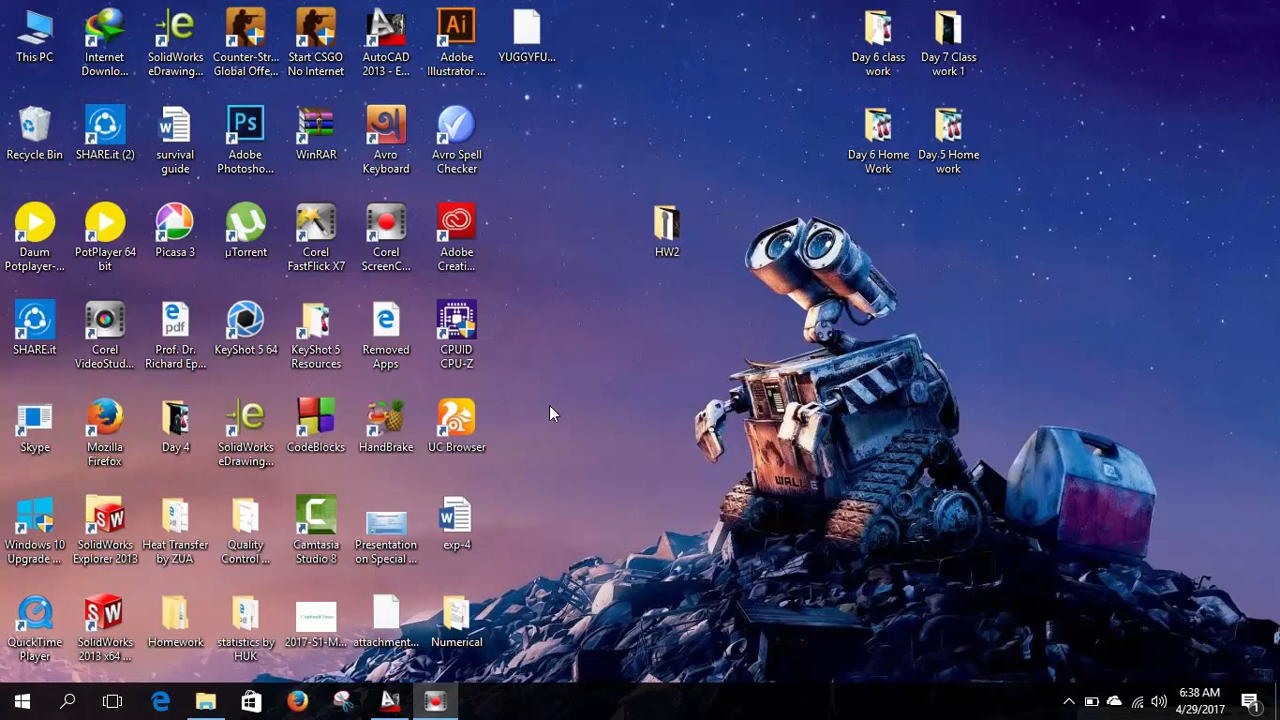 This PC
Internet
Downlo...
SolidWorks
eDrawing...
Counter-Str...
Global Offe...
Start CSGO
No Internet
AutoCAD
2013 - E...
Adobe
Illustrator ...
YUGGYFU...
Day 6 class
work
Day 7 Class
work 1
Recycle Bin
SHARE.it (2)
survival
guide
Ps
Adobe
Photosho...
WinRAR
Avro
Keyboard
Avro Spell
Checker
Day 6 Home
Work
Day.5 Home
work
Daum
Potplayer-...
PotPlayer 64
bit
Picasa 3
µTorrent
Corel
FastFlick X7
Corel
ScreenC...
Adobe
Creati...
HW2
SHARE.it
Corel
VideoStud...
pdf
Prof. Dr.
Richard Ep...
KeyShot 5 64
KeyShot 5
Resources
Removed
Apps
CPUID
CPU-Z
Skype
Mozilla
Firefox
Day 4
SolidWorks
eDrawing...
CodeBlocks
HandBrake
UC Browser
WALL·E
Windows 10
Upgrade ...
SolidWorks
Explorer 2013
Heat Transfer
by ZUA
Quality
Control ...
Camtasia
Studio 8
Presentation
on Special ...
exp-4
QuickTime
Player
SolidWorks
2013 x64 ...
Homework
statistics by
HUK
2017-S1-M...
attachment...
Numerical
6:38 AM
4/29/2017
1